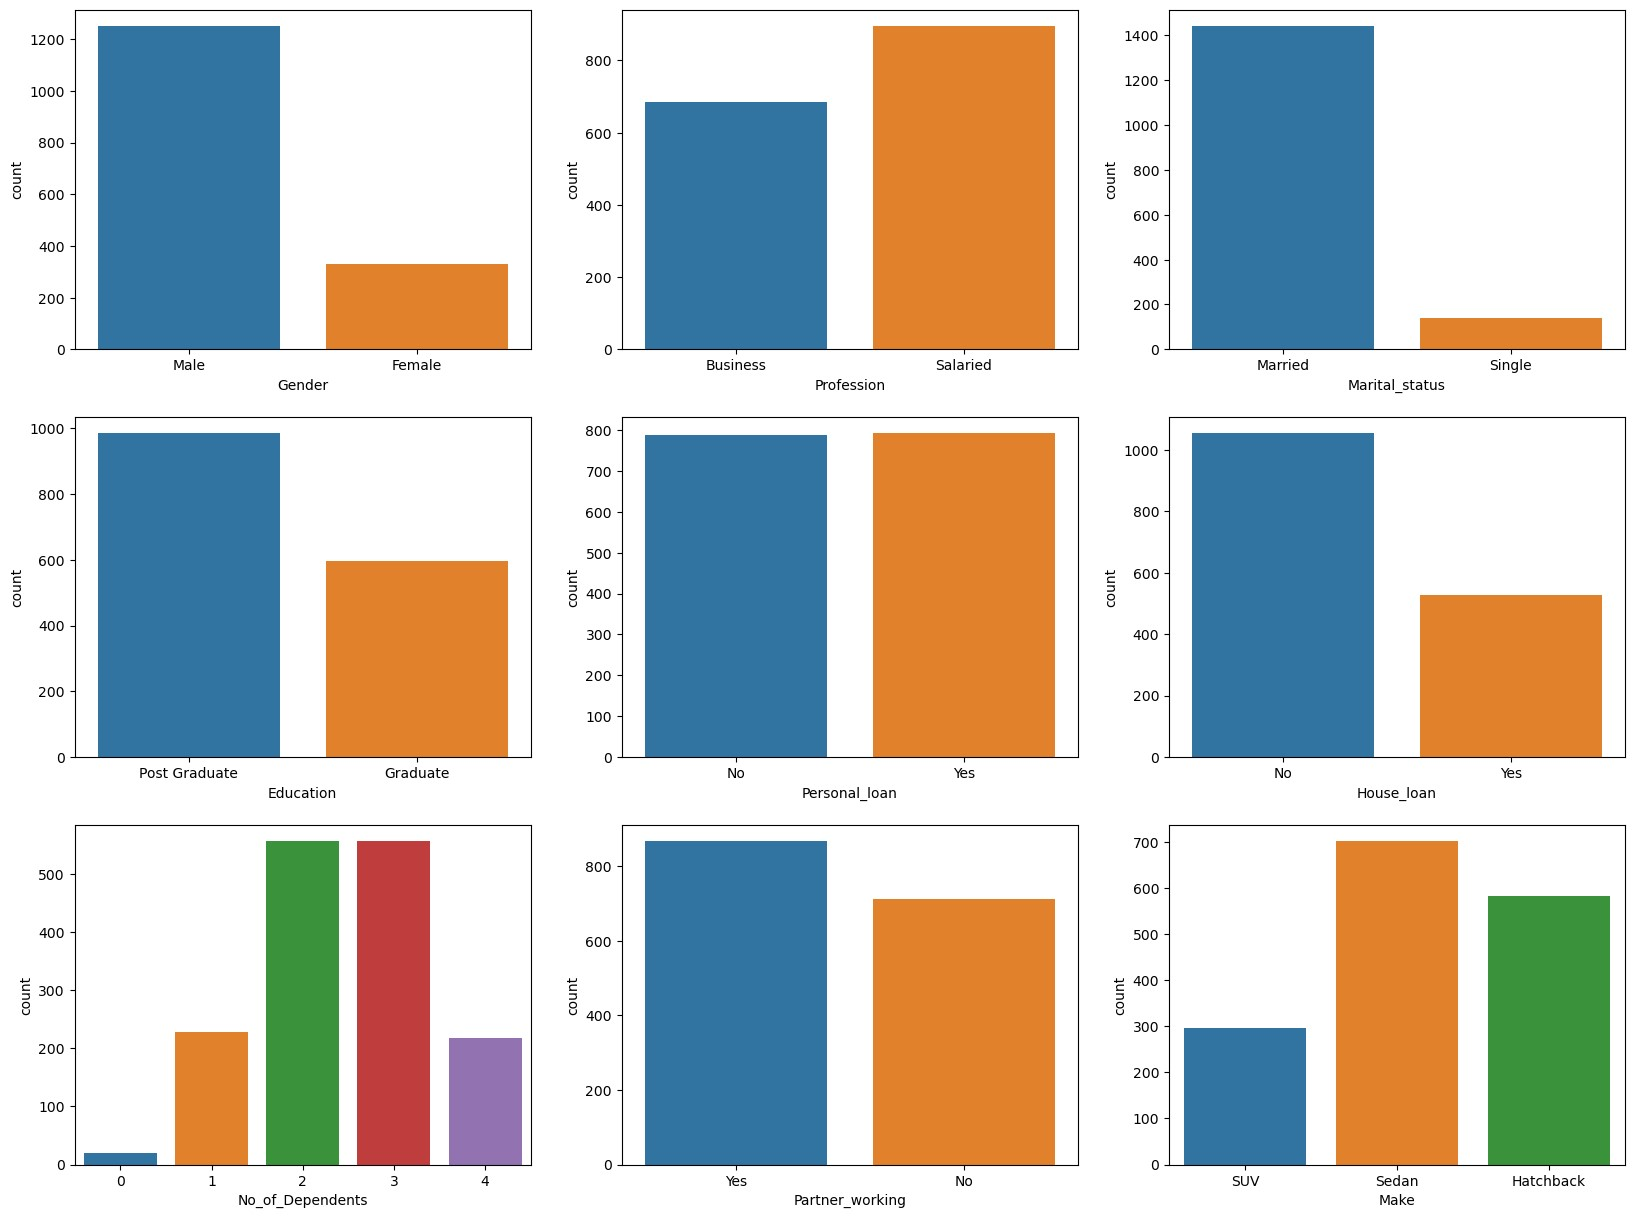 1200
1000
800
600
400
200
0
count
Male Female
Gender
800
600
400
200
0
count
Business Salaried
Profession
1400
1200
1000
800
600
400
200
0
count
Married Single
Marital_status
1000
800
600
400
200
0
count
Post Graduate Graduate
Education
800
700
600
500
400
300
200
100
0
count
No Yes
Personal_loan
1000
800
600
400
200
0
count
No Yes
House_loan
500
400
300
200
100
0
count
0 1 2 3 4
No_of_Dependents
800
600
400
200
0
count
Yes No
Partner_working
700
600
500
400
300
200
100
0
count
SUV Sedan Hatchback
Make